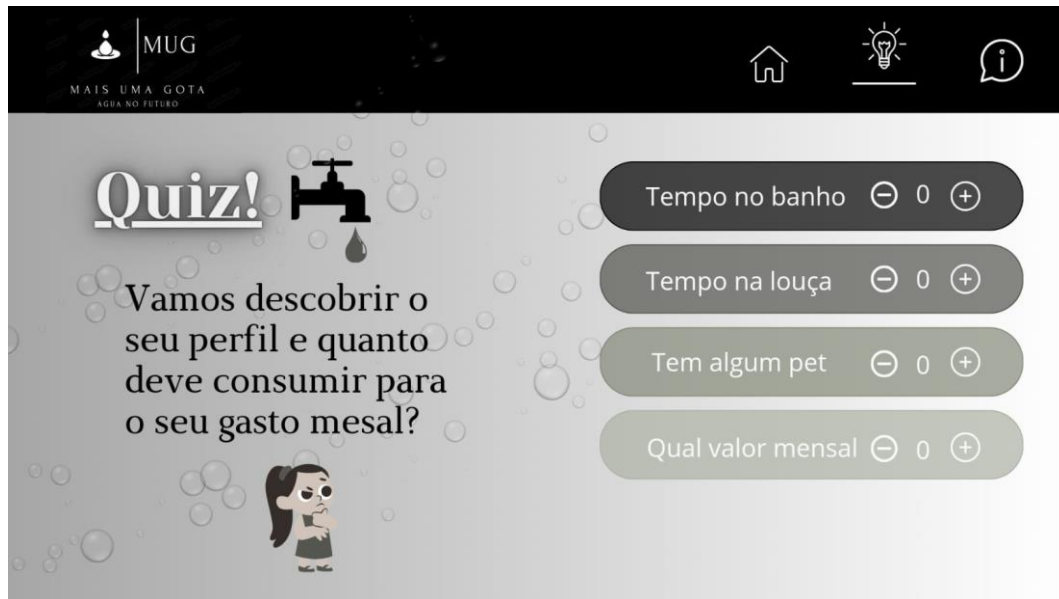 MUG
MAIS UMA GOTA
AGUA NO FUTURO
Quiz!
Vamos descobrir o
seu perfil e quanto
deve consumir para
o seu gasto mesal?
Tempo no banho 0
Tempo na louça 0
Tem algum pet 0
Qual valor mensal 0